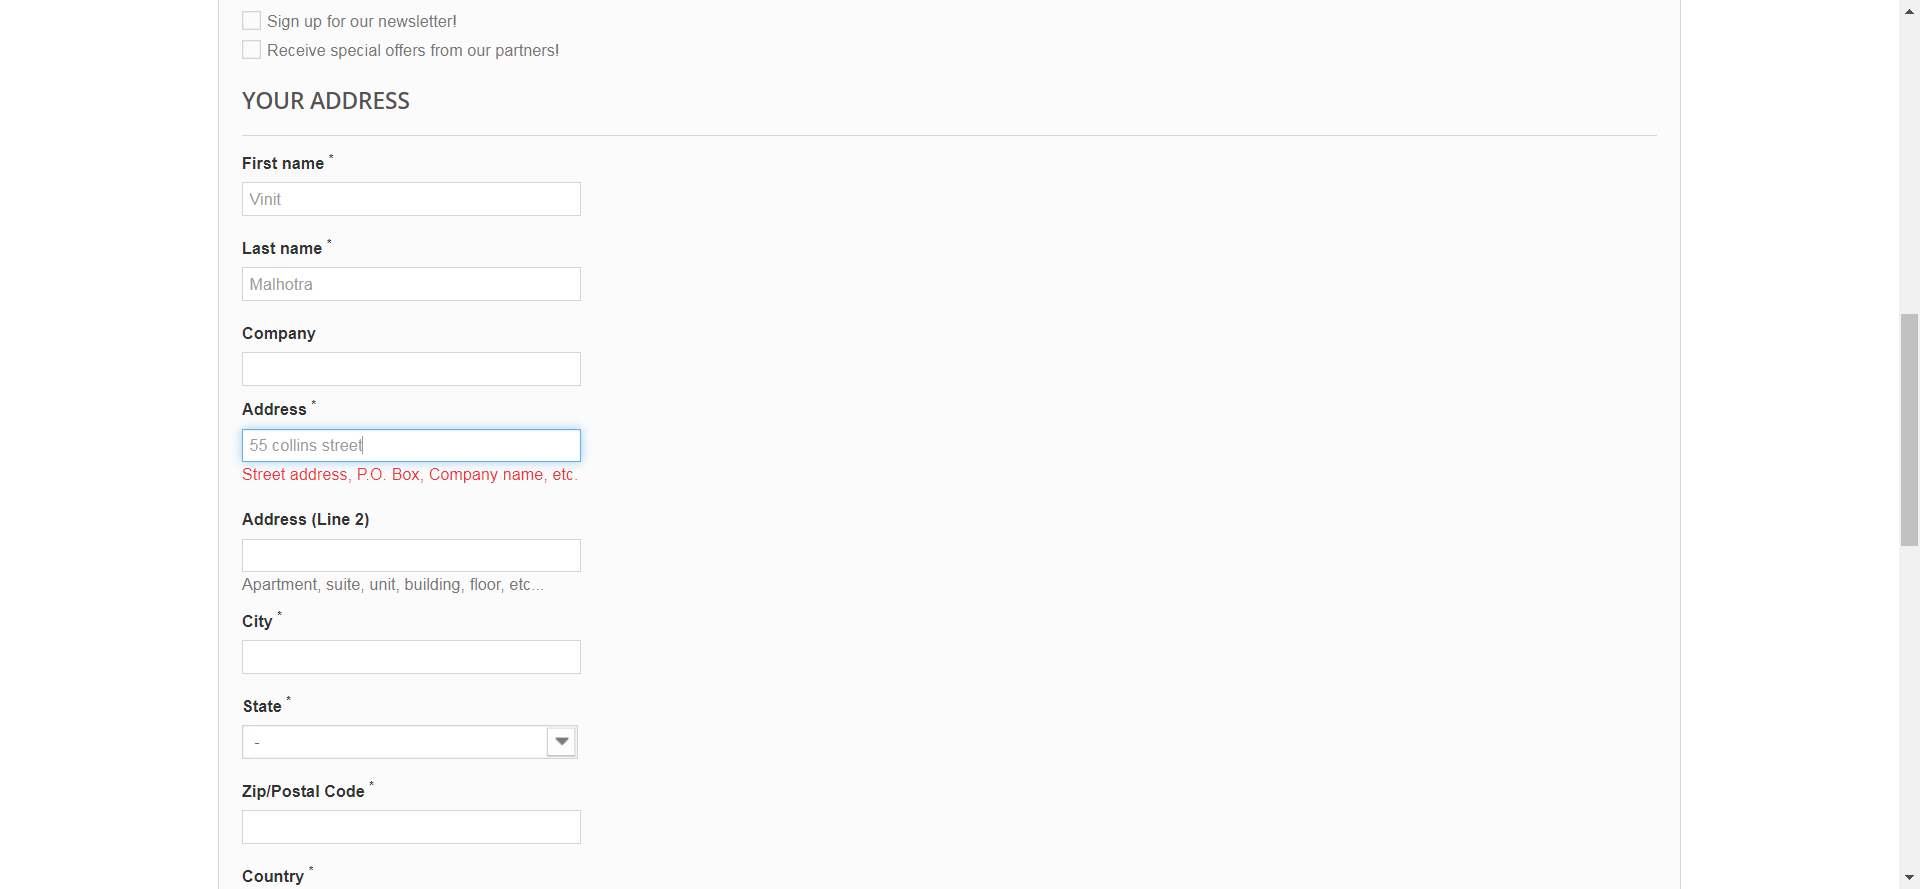 Sign up for our newsletter!
Receive special offers from our partners!
YOUR ADDRESS
First name *
Vinit
Last name *
Malhotra
Company
Address *
55 collins street
Street address, P.O. Box, Company name, etc.
Address (Line 2)
Apartment, suite, unit, building, floor, etc...
City *
State *
-
Zip/Postal Code *
Country *